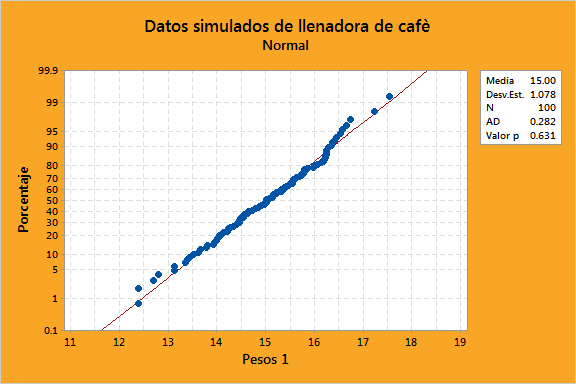 Datos simulados de llenadora de cafè
Normal
99.9
99
95
90
80
70
60
50
40
30
20
10
5
1
0.1
Porcentaje
11 12 13 14 15 16 17 18 19
Pesos 1
Media 15.00
Desv.Est. 1.078
N 100
AD 0.282
Valor p 0.631